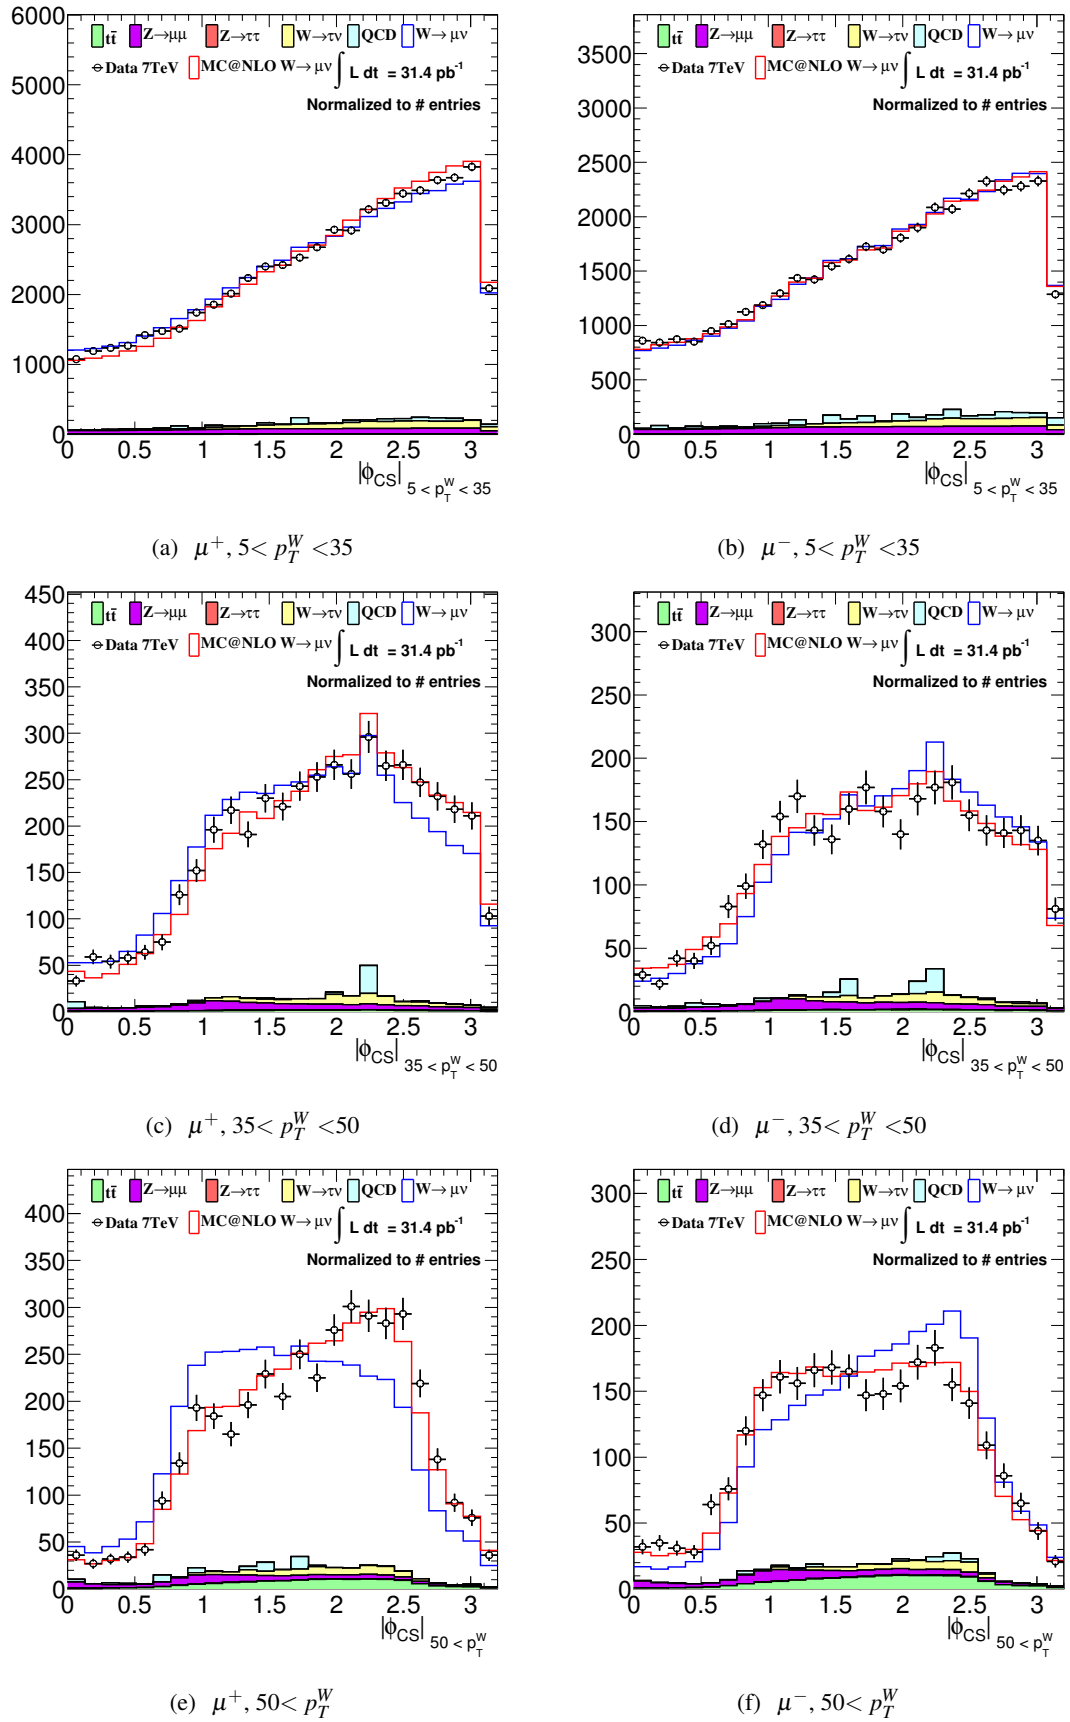 6000
5000
4000
3000
2000
1000
0
tt̄ Z→μμ Z→ττ W→τν QCD W→μν
Data 7TeV MC@NLO W→μν ∫ L dt = 31.4 pb⁻¹
Normalized to # entries
0 0.5 1 1.5 2 2.5 3
|ϕCS| 5 < pTW < 35
(a) μ⁺, 5< pTW <35
3500
3000
2500
2000
1500
1000
500
0
tt̄ Z→μμ Z→ττ W→τν QCD W→μν
Data 7TeV MC@NLO W→μν ∫ L dt = 31.4 pb⁻¹
Normalized to # entries
0 0.5 1 1.5 2 2.5 3
|ϕCS| 5 < pTW < 35
(b) μ⁻, 5< pTW <35
450
400
350
300
250
200
150
100
50
0
tt̄ Z→μμ Z→ττ W→τν QCD W→μν
Data 7TeV MC@NLO W→μν ∫ L dt = 31.4 pb⁻¹
Normalized to # entries
0 0.5 1 1.5 2 2.5 3
|ϕCS| 35 < pTW < 50
(c) μ⁺, 35< pTW <50
300
250
200
150
100
50
0
tt̄ Z→μμ Z→ττ W→τν QCD W→μν
Data 7TeV MC@NLO W→μν ∫ L dt = 31.4 pb⁻¹
Normalized to # entries
0 0.5 1 1.5 2 2.5 3
|ϕCS| 35 < pTW < 50
(d) μ⁻, 35< pTW <50
400
350
300
250
200
150
100
50
0
tt̄ Z→μμ Z→ττ W→τν QCD W→μν
Data 7TeV MC@NLO W→μν ∫ L dt = 31.4 pb⁻¹
Normalized to # entries
0 0.5 1 1.5 2 2.5 3
|ϕCS| 50 < pTW
(e) μ⁺, 50< pTW
300
250
200
150
100
50
0
tt̄ Z→μμ Z→ττ W→τν QCD W→μν
Data 7TeV MC@NLO W→μν ∫ L dt = 31.4 pb⁻¹
Normalized to # entries
0 0.5 1 1.5 2 2.5 3
|ϕCS| 50 < pTW
(f) μ⁻, 50< pTW